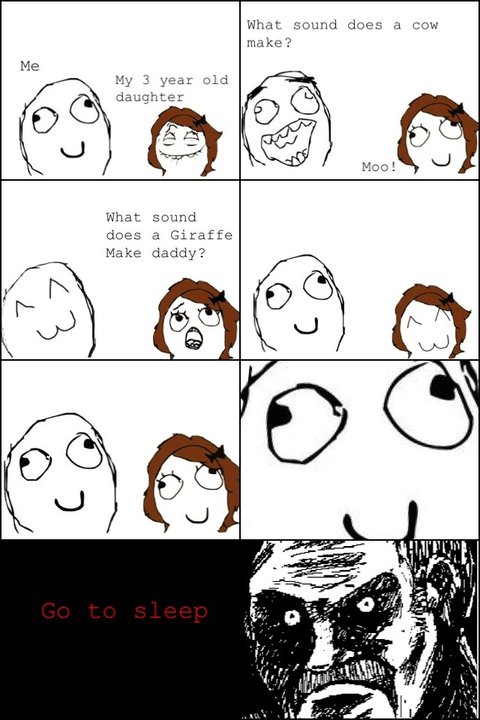 Me
My 3 year old
daughter
What sound does a cow
make?
Moo!
What sound
does a Giraffe
Make daddy?
Go to sleep